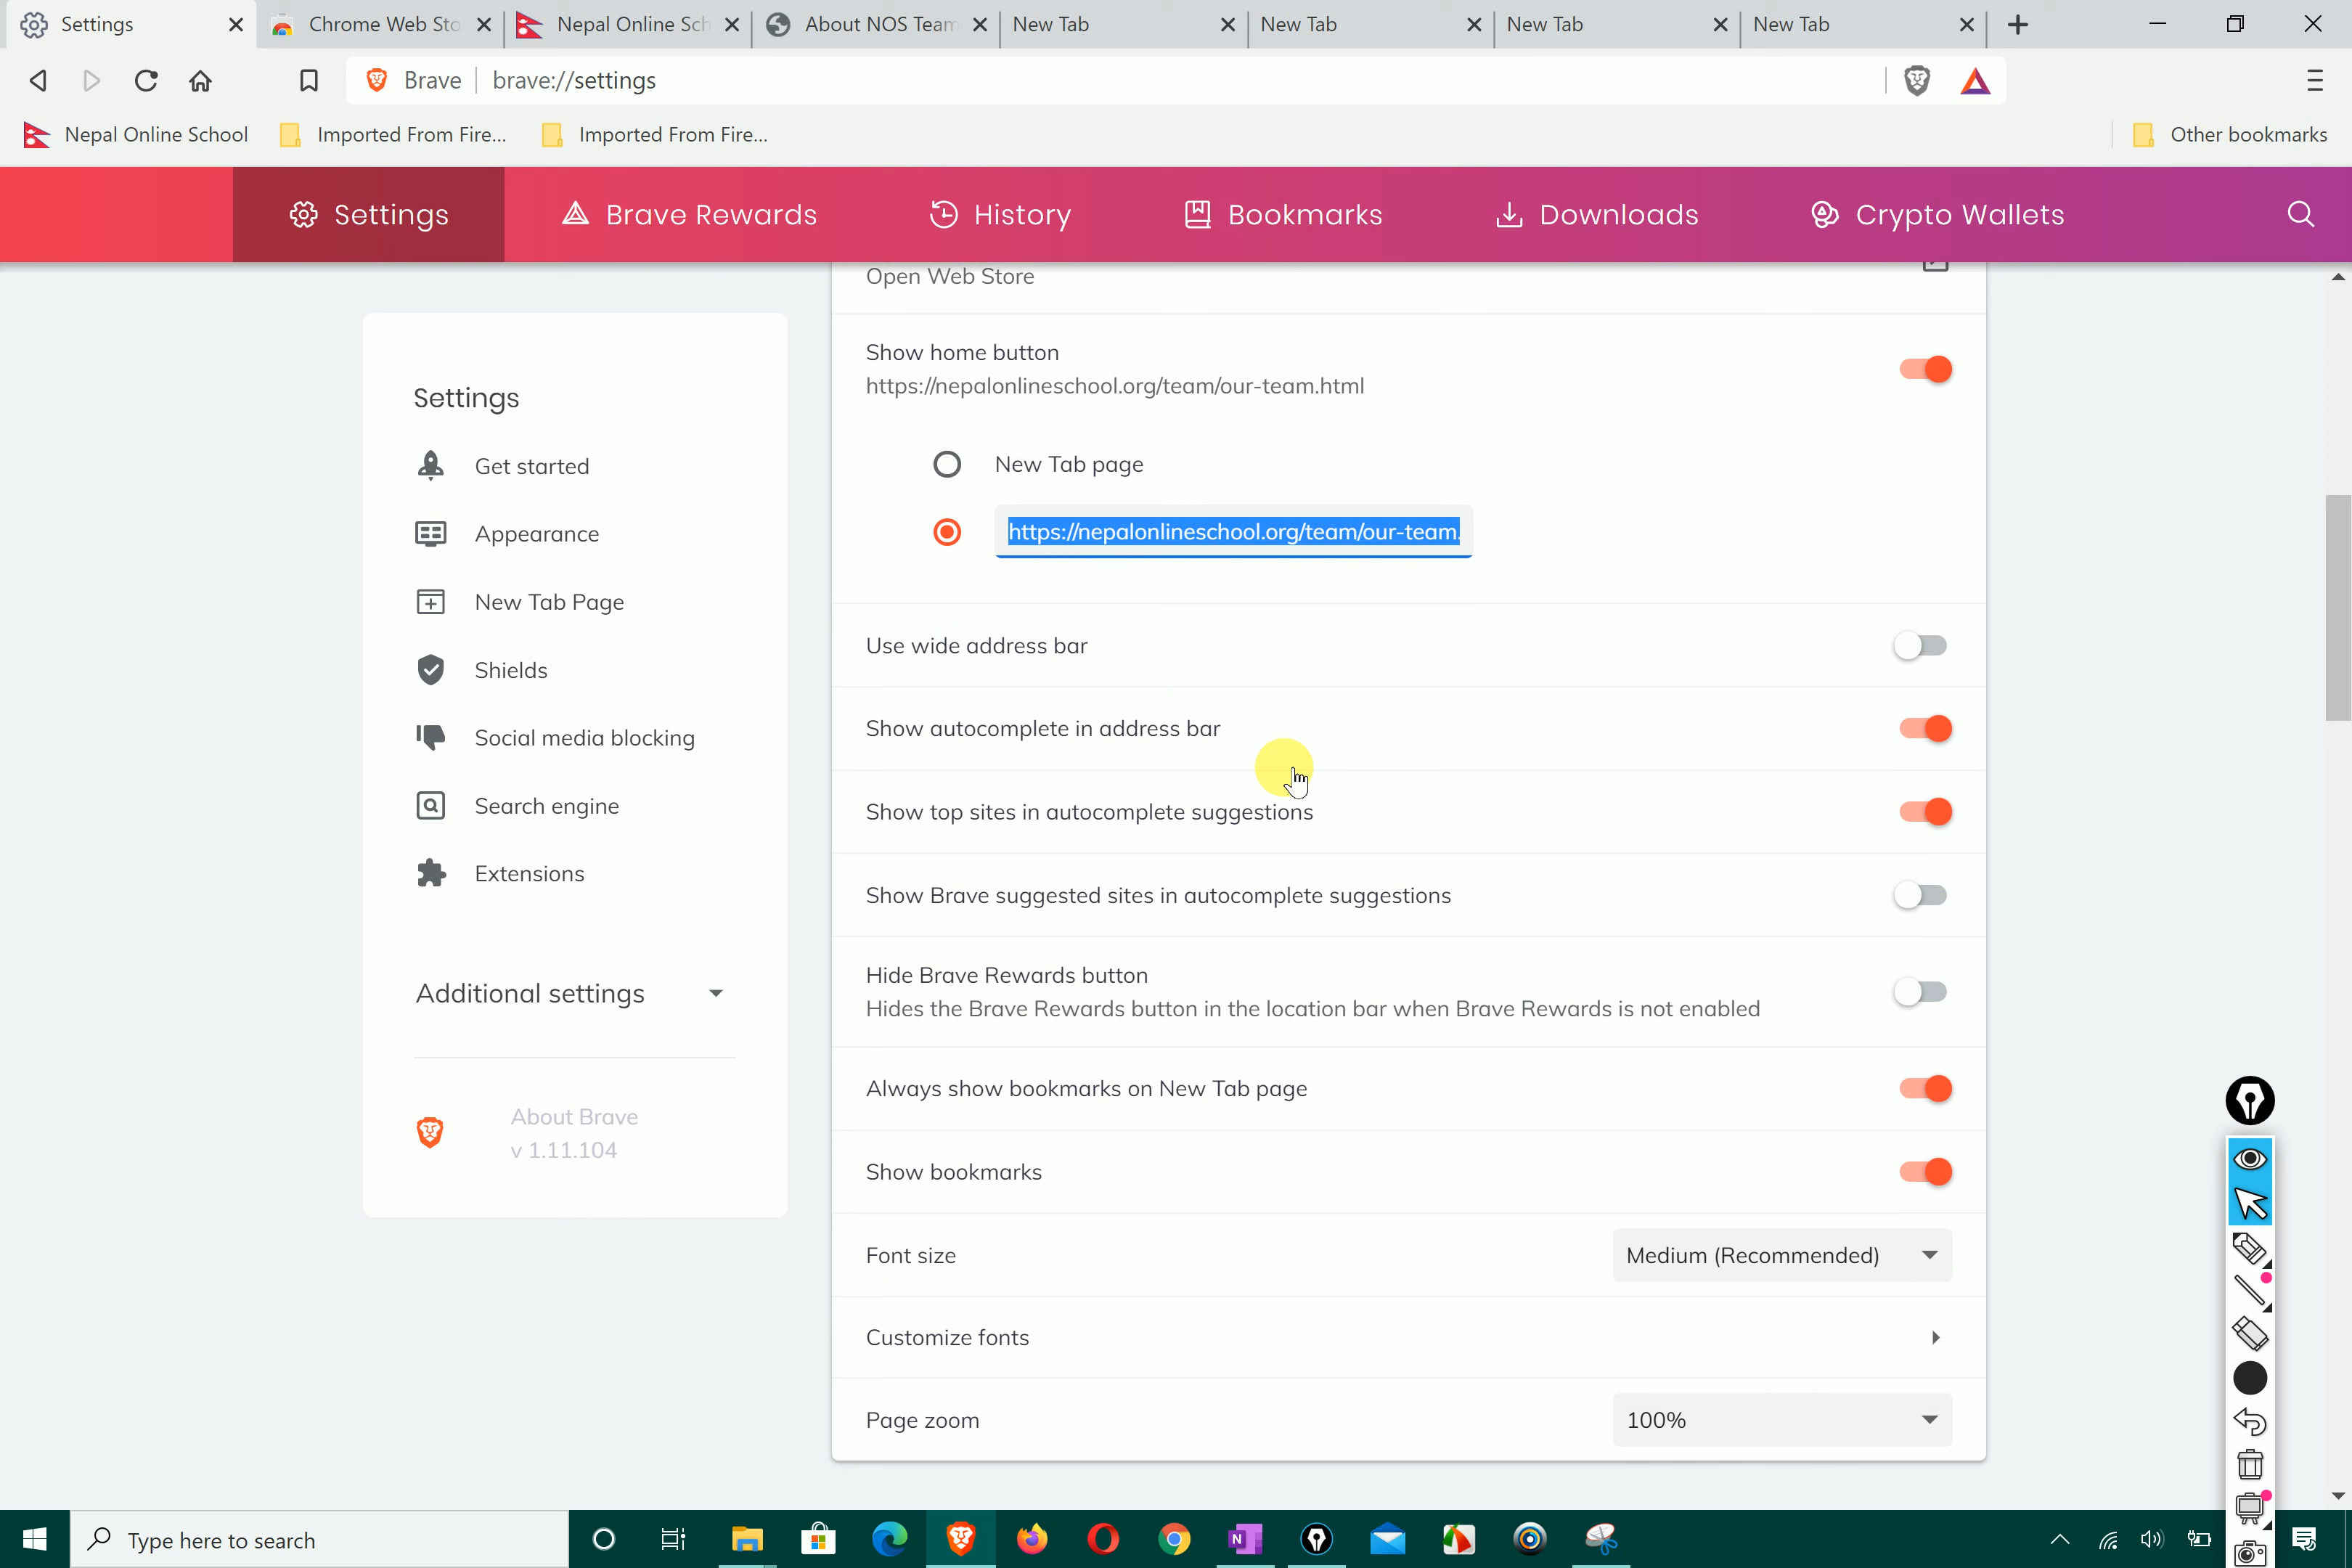 Settings
Chrome Web Sto
Nepal Online Sch
About NOS Team
New Tab
New Tab
New Tab
New Tab
Brave
brave://settings
Nepal Online School
Imported From Fire...
Imported From Fire...
Other bookmarks
Settings
Brave Rewards
History
Bookmarks
Downloads
Crypto Wallets
Settings
Get started
Appearance
New Tab Page
Shields
Social media blocking
Search engine
Extensions
Additional settings
About Brave
v 1.11.104
Open Web Store
Show home button
https://nepalonlineschool.org/team/our-team.html
New Tab page
https://nepalonlineschool.org/team/our-team.
Use wide address bar
Show autocomplete in address bar
Show top sites in autocomplete suggestions
Show Brave suggested sites in autocomplete suggestions
Hide Brave Rewards button
Hides the Brave Rewards button in the location bar when Brave Rewards is not enabled
Always show bookmarks on New Tab page
Show bookmarks
Font size
Medium (Recommended)
Customize fonts
Page zoom
100%
Type here to search